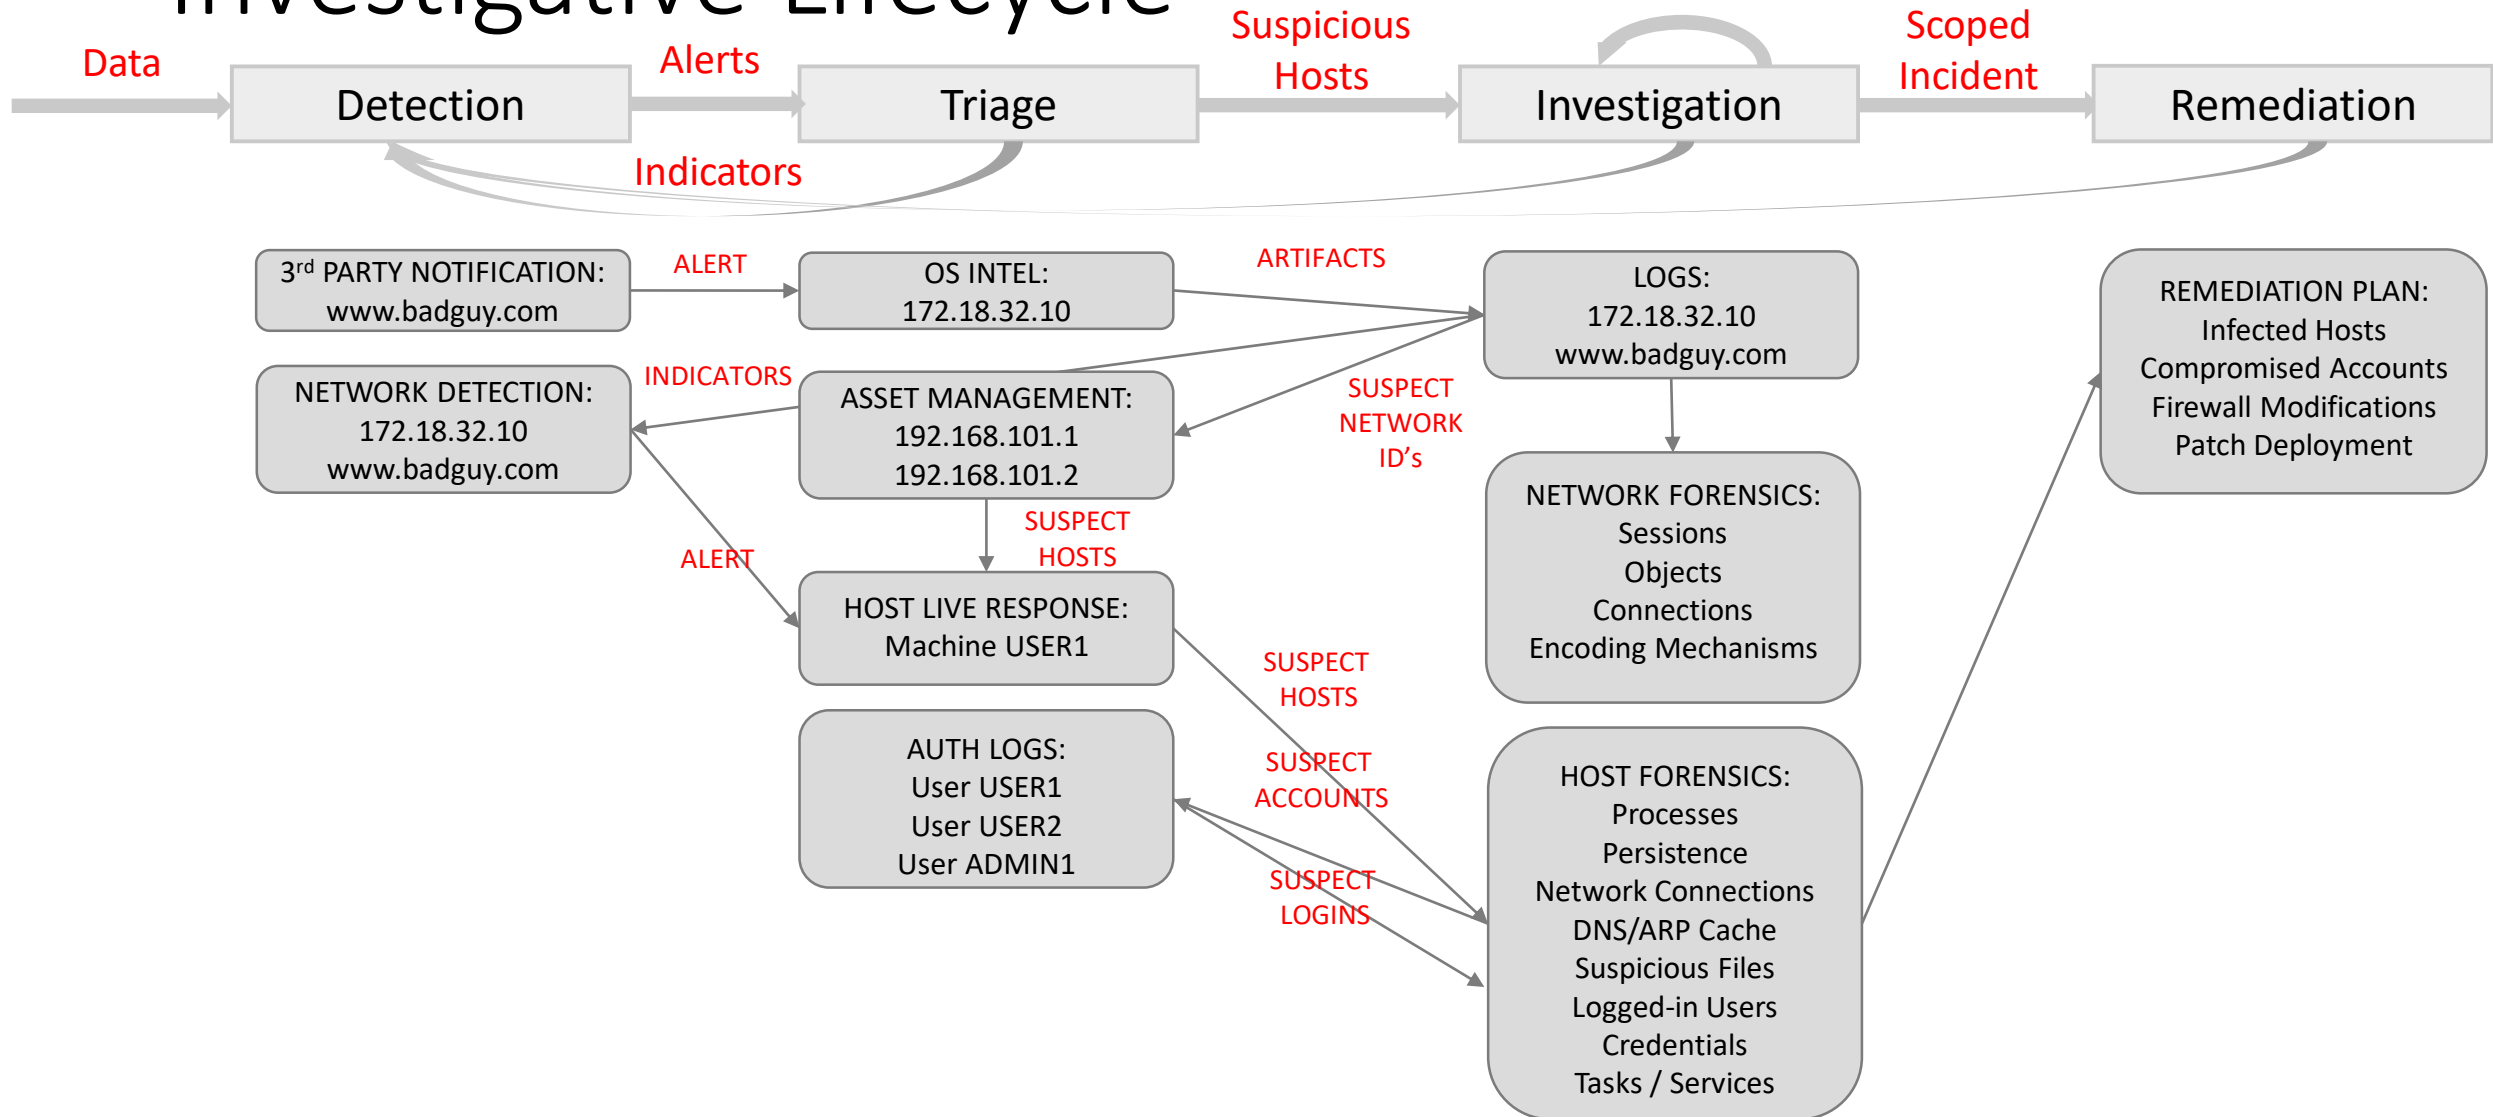 Investigative Lifecycle
Data
Detection
Alerts
Triage
Suspicious
Hosts
Investigation
Scoped
Incident
Remediation
Indicators
3rd PARTY NOTIFICATION:
www.badguy.com
ALERT
OS INTEL:
172.18.32.10
ARTIFACTS
LOGS:
172.18.32.10
www.badguy.com
REMEDIATION PLAN:
Infected Hosts
Compromised Accounts
Firewall Modifications
Patch Deployment
NETWORK DETECTION:
172.18.32.10
www.badguy.com
INDICATORS
ASSET MANAGEMENT:
192.168.101.1
192.168.101.2
SUSPECT
NETWORK
ID’s
ALERT
SUSPECT
HOSTS
NETWORK FORENSICS:
Sessions
Objects
Connections
Encoding Mechanisms
HOST LIVE RESPONSE:
Machine USER1
SUSPECT
HOSTS
AUTH LOGS:
User USER1
User USER2
User ADMIN1
SUSPECT
ACCOUNTS
SUSPECT
LOGINS
HOST FORENSICS:
Processes
Persistence
Network Connections
DNS/ARP Cache
Suspicious Files
Logged-in Users
Credentials
Tasks / Services